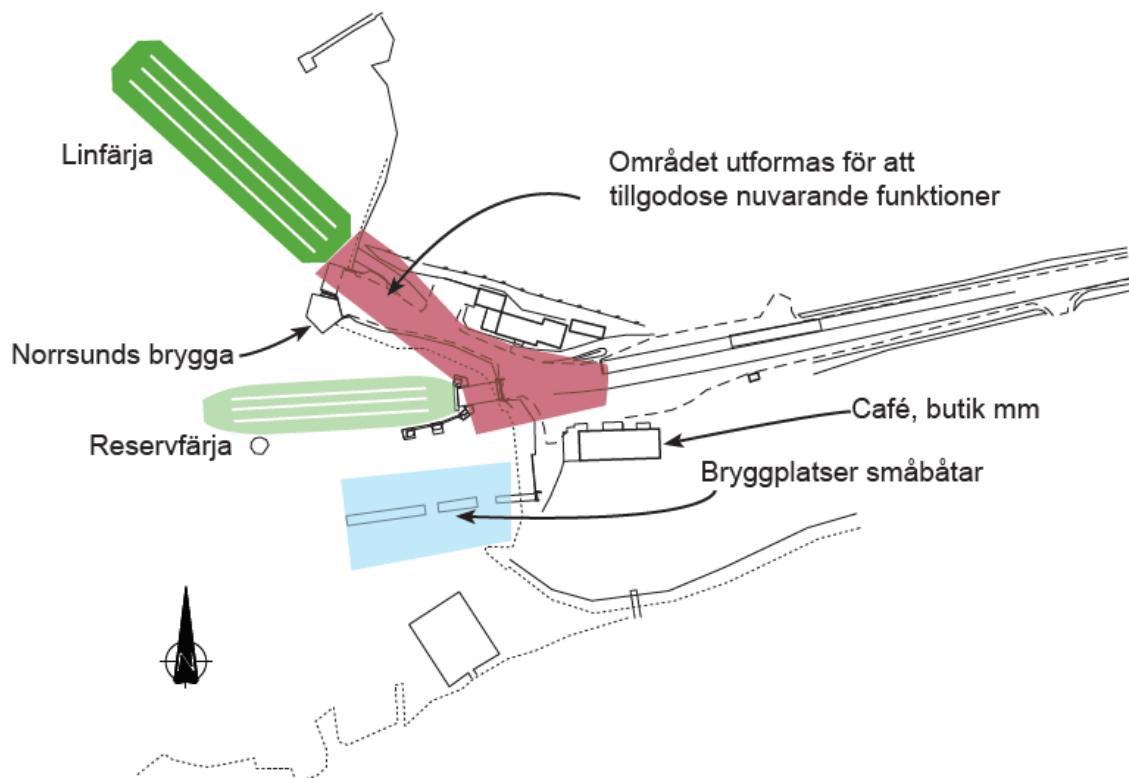 Linfärja
Området utformas för att
tillgodose nuvarande funktioner
Norrsunds brygga
Reservfärja
Café, butik mm
Bryggplatser småbåtar
N